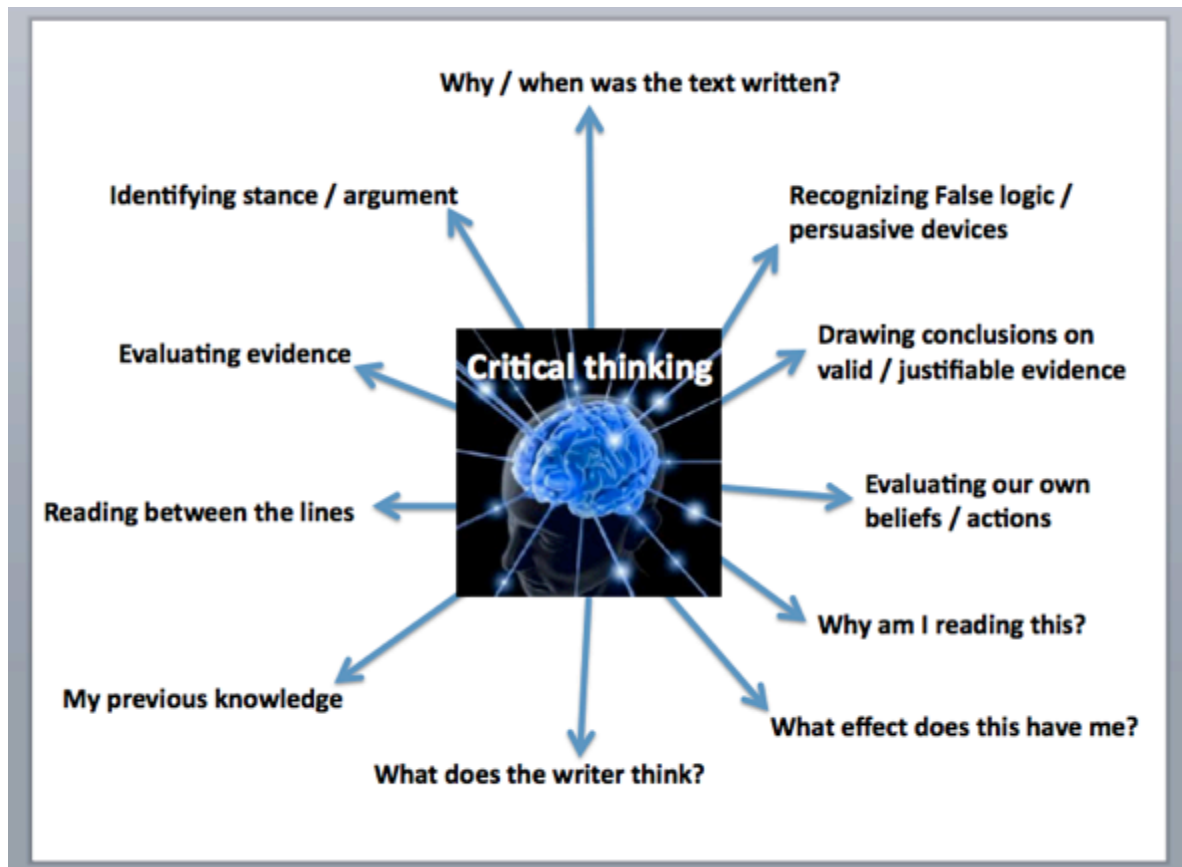 Why / when was the text written?
Identifying stance / argument
Recognizing False logic /
persuasive devices
Critical thinking
Evaluating evidence
Drawing conclusions on
valid / justifiable evidence
Reading between the lines
Evaluating our own
beliefs / actions
Why am I reading this?
My previous knowledge
What effect does this have me?
What does the writer think?